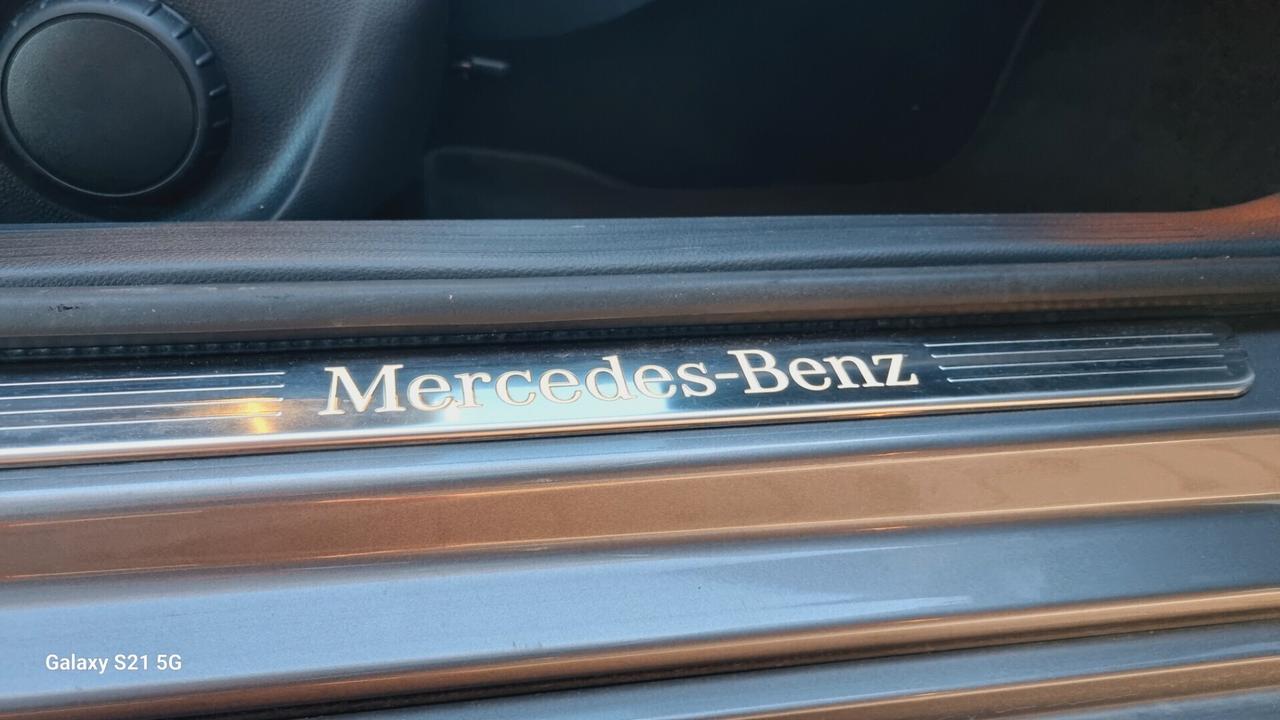 Mercedes-Benz
Galaxy S21 5G